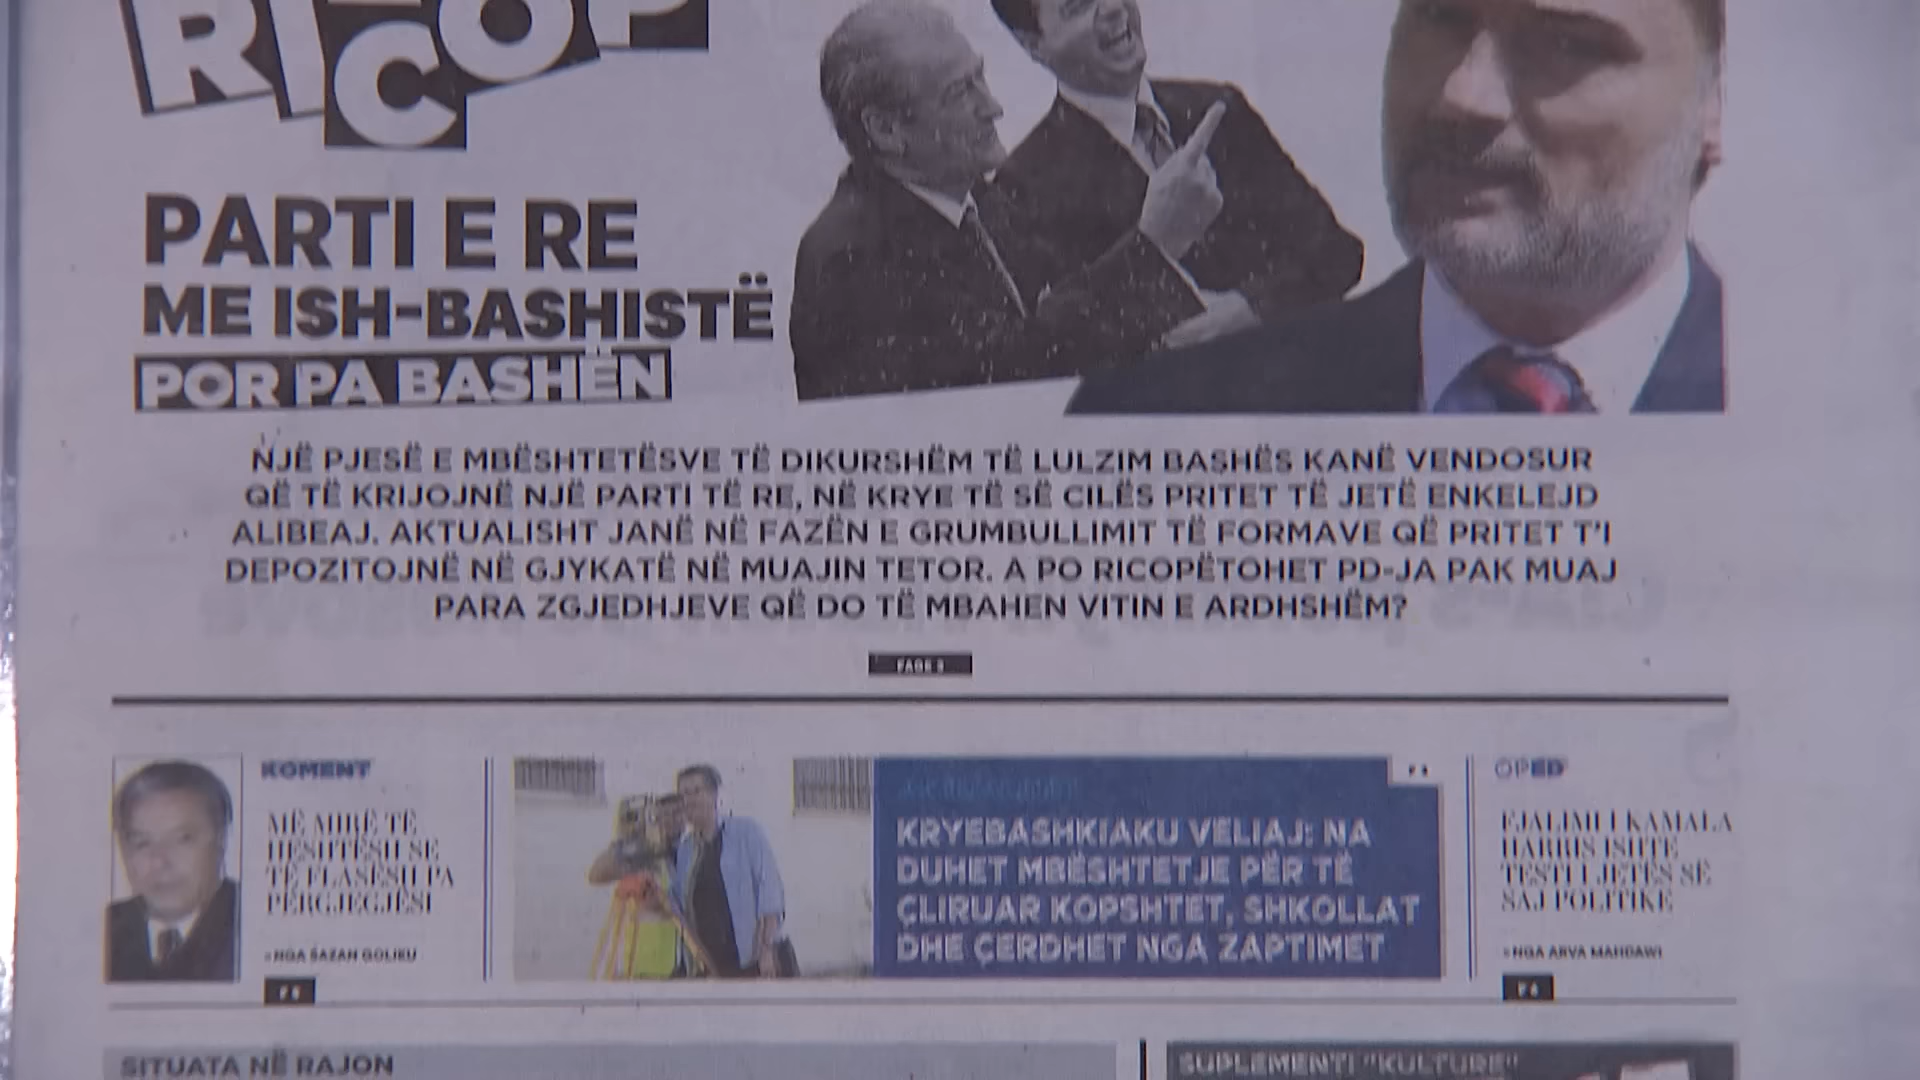 RICOP
PARTI E RE
ME ISH-BASHISTË
POR PA BASHËN
NJË PJESË E MBËSHTETËSVE TË DIKURSHËM TË LULZIM BASHËS KANË VENDOSUR
QË TË KRIJOJNË NJË PARTI TË RE, NË KRYE TË SË CILËS PRITET TË JETË ENKELEJD
ALIBEAJ. AKTUALISHT JANË NË FAZËN E GRUMBULLIMIT TË FORMAVE QË PRITET T'I
DEPOZITOJNË NË GJYKATË NË MUAJIN TETOR. A PO RICOPËTOHET PD-JA PAK MUAJ
PARA ZGJEDHJEVE QË DO TË MBAHEN VITIN E ARDHSHËM?
KOMENT
MË MIRË TË
HESHTËSH SE
TË FLASËSH PA
PËRGJEGJËSI
NGA SAZAN GOLIKU
KRYEBASHKIAKU VELIAJ: NA
DUHET MBËSHTETJE PËR TË
ÇLIRUAR KOPSHTET, SHKOLLAT
DHE ÇERDHET NGA ZAPTIMET
OPED
FJALIMI I KAMALA
HARRIS ISHTE
TESTI I JETËS SË
SAJ POLITIKE
NGA ARVA MAHDAWI
SITUATA NË RAJON
SUPLEMENTI "KULTURË"